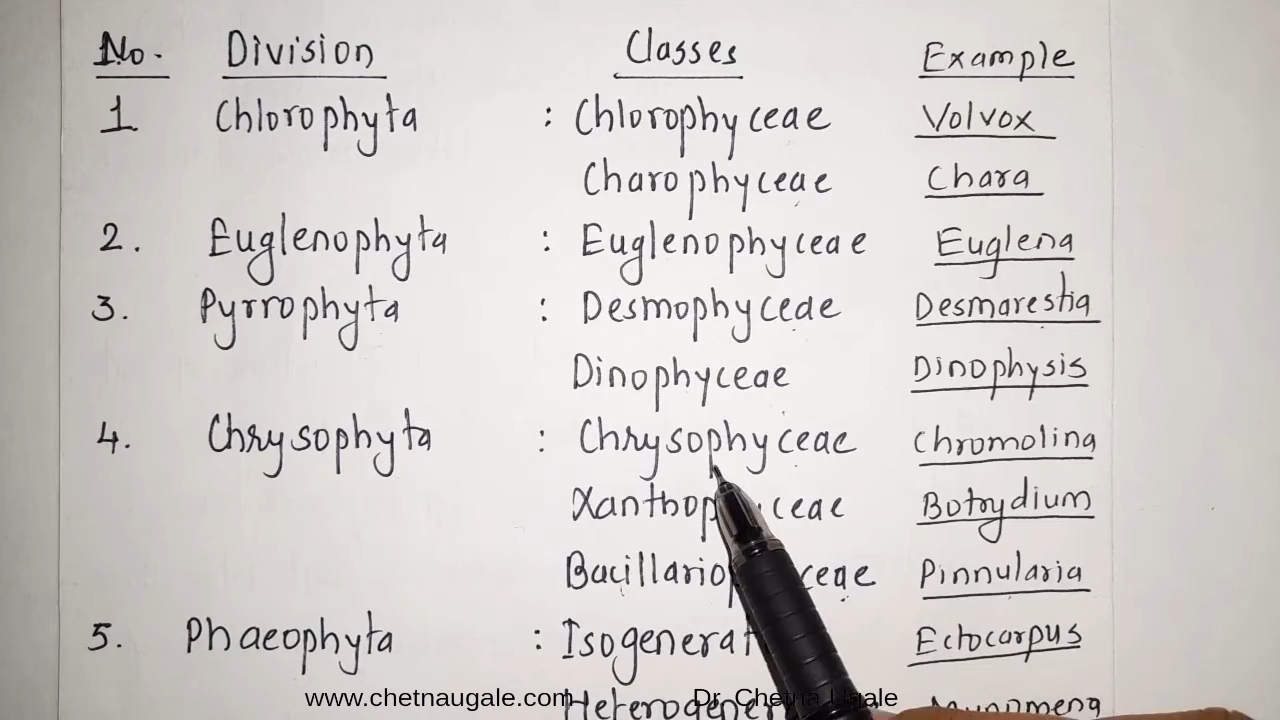 No. Division Classes Example
1 Chlorophyta : Chlorophyceae Volvox
Charophyceae Chara
2. Euglenophyta : Euglenophyceae Euglena
3. Pyrrophyta : Desmophyceae Desmarestia
Dinophyceae Dinophysis
4. Chrysophyta : Chrysophyceae Chromolina
Botrydium
Pinnularia
5. Phaeophyta : Ectocarpus
www.chetnaugale.com Dr. Chetna Ugale